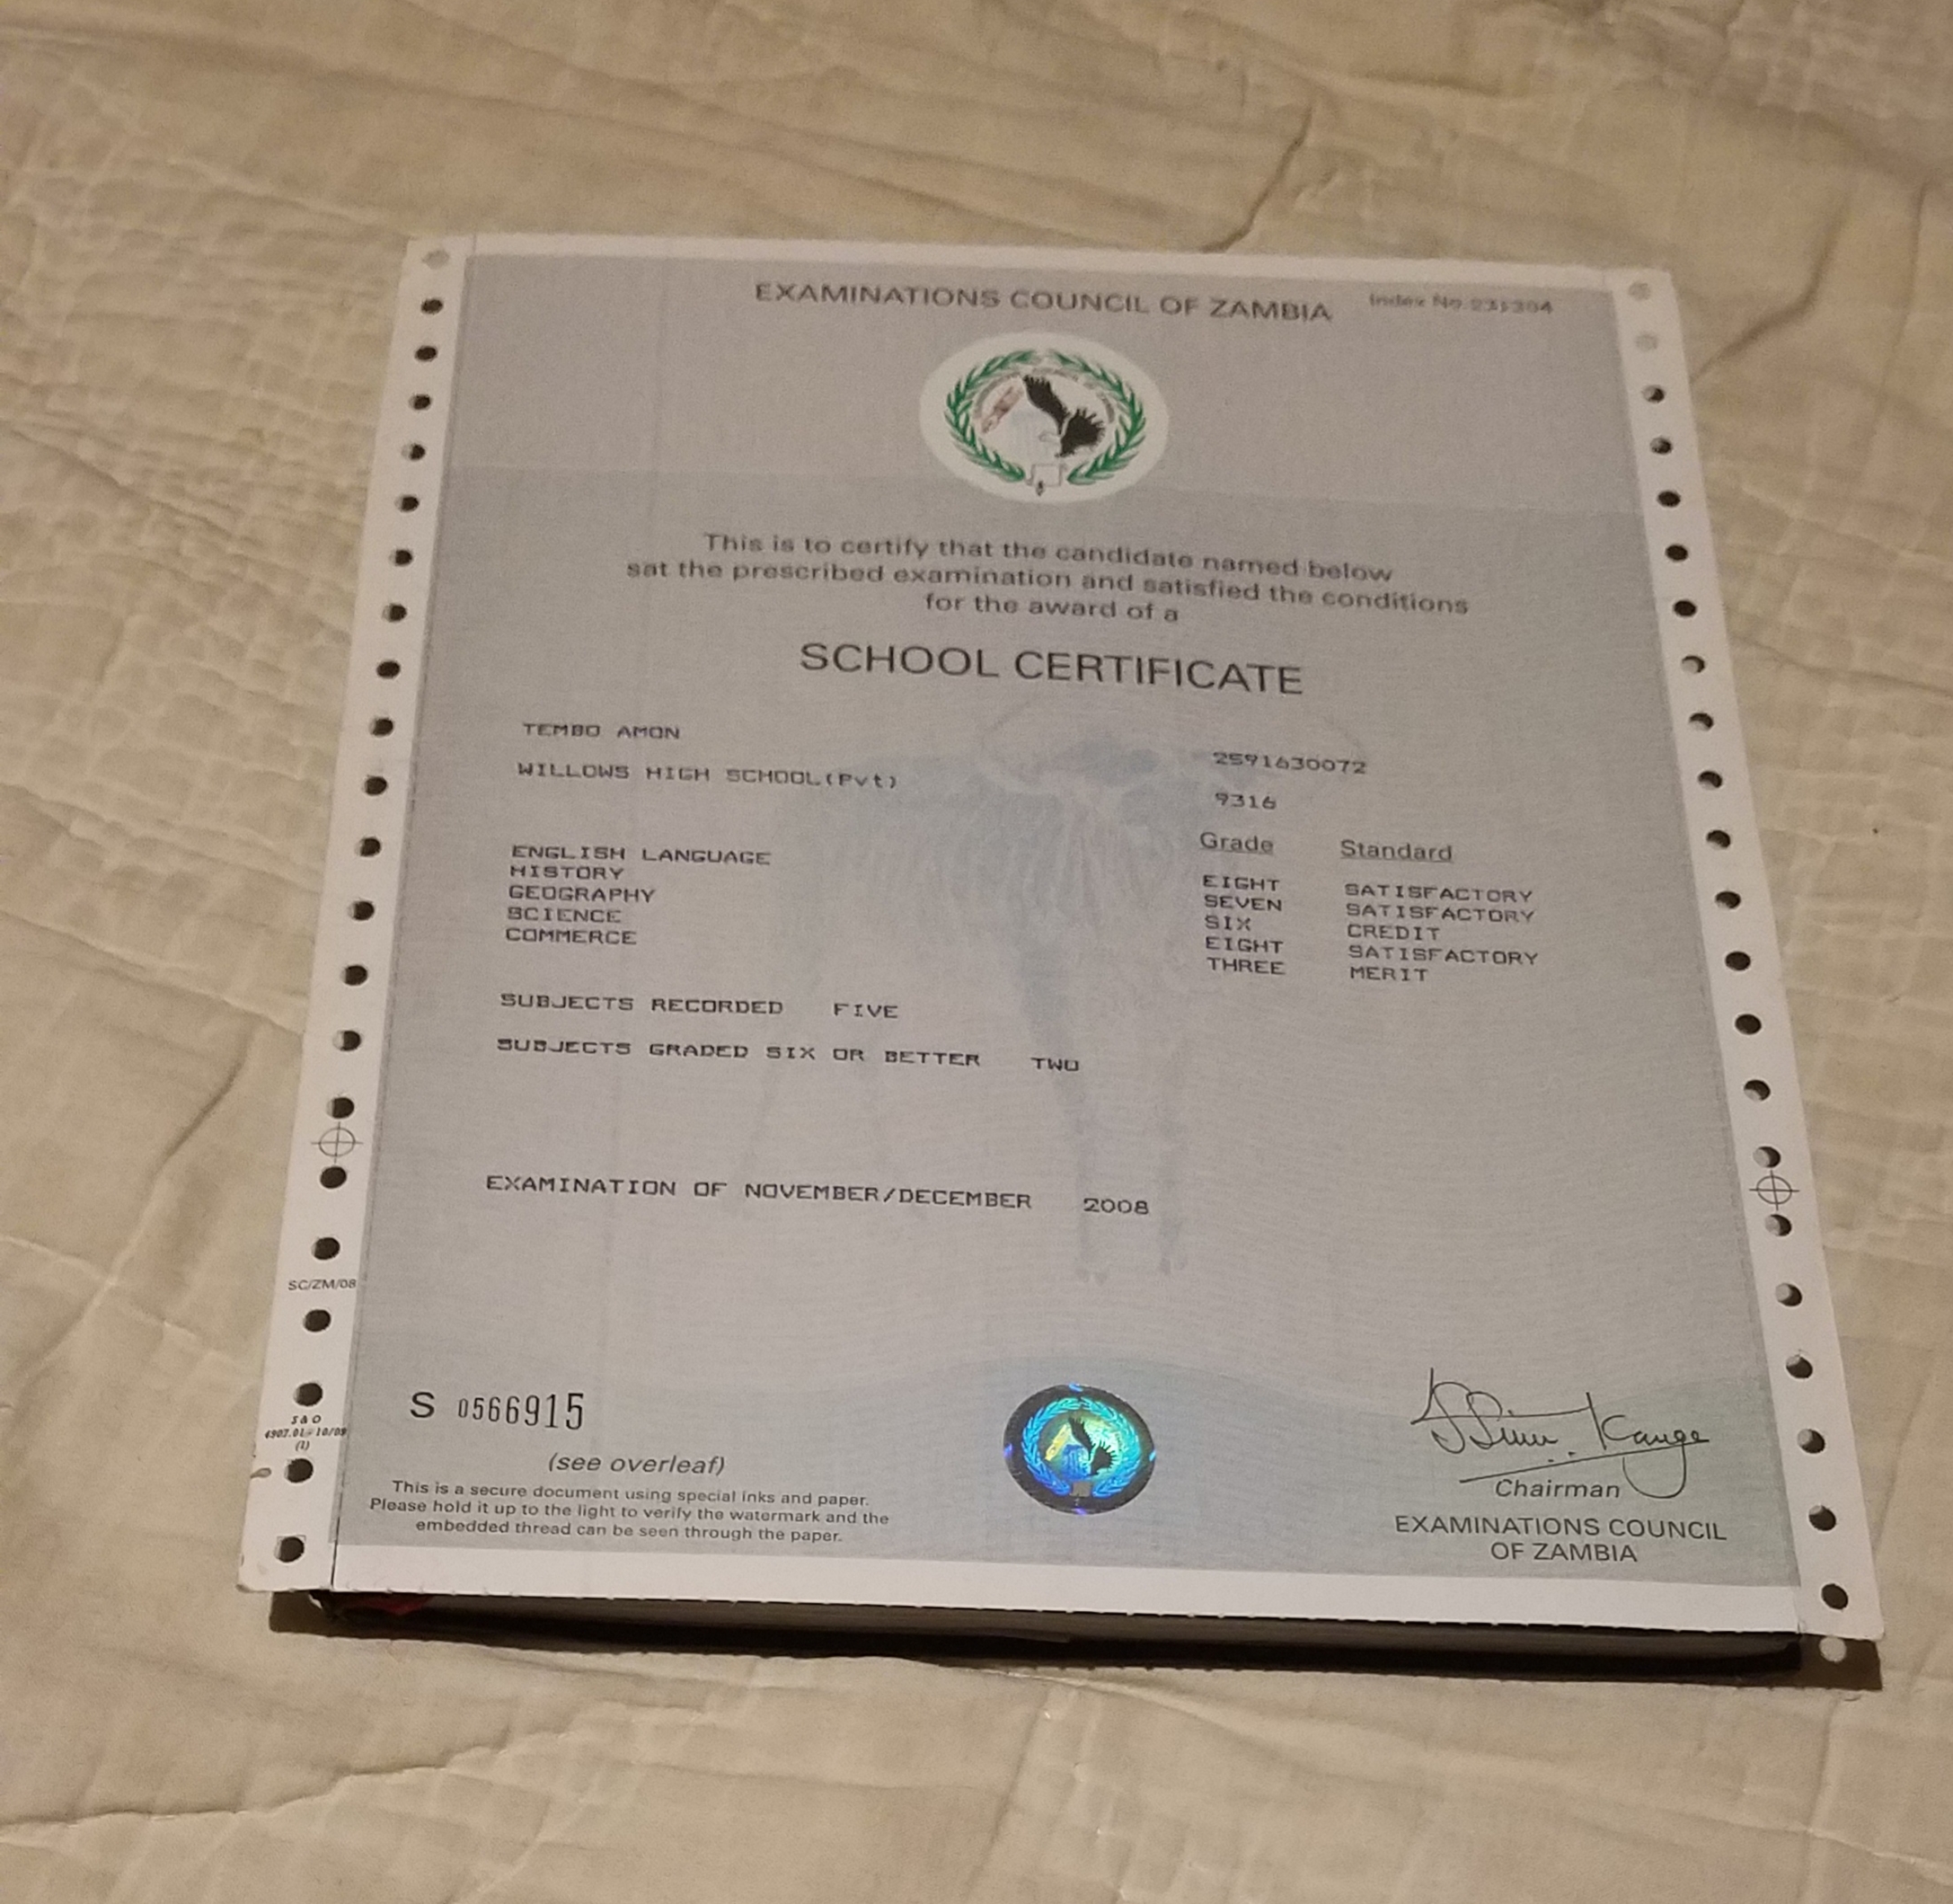 EXAMINATIONS COUNCIL OF ZAMBIA
Index No.
This is to certify that the candidate named below
sat the prescribed examination and satisfied the conditions
for the award of a
SCHOOL CERTIFICATE
TEMBO AMON 2591630072
WILLOWS HIGH SCHOOL(Pvt) 9316
Grade Standard
ENGLISH LANGUAGE EIGHT SATISFACTORY
HISTORY SEVEN SATISFACTORY
GEOGRAPHY SIX CREDIT
SCIENCE EIGHT SATISFACTORY
COMMERCE THREE MERIT
SUBJECTS RECORDED FIVE
SUBJECTS GRADED SIX OR BETTER TWO
EXAMINATION OF NOVEMBER/DECEMBER 2008
SC/ZM/08
S & O
(1)
S 0566915
(see overleaf)
This is a secure document using special inks and paper.
Please hold it up to the light to verify the watermark and the
embedded thread can be seen through the paper.
Chairman
EXAMINATIONS COUNCIL
OF ZAMBIA